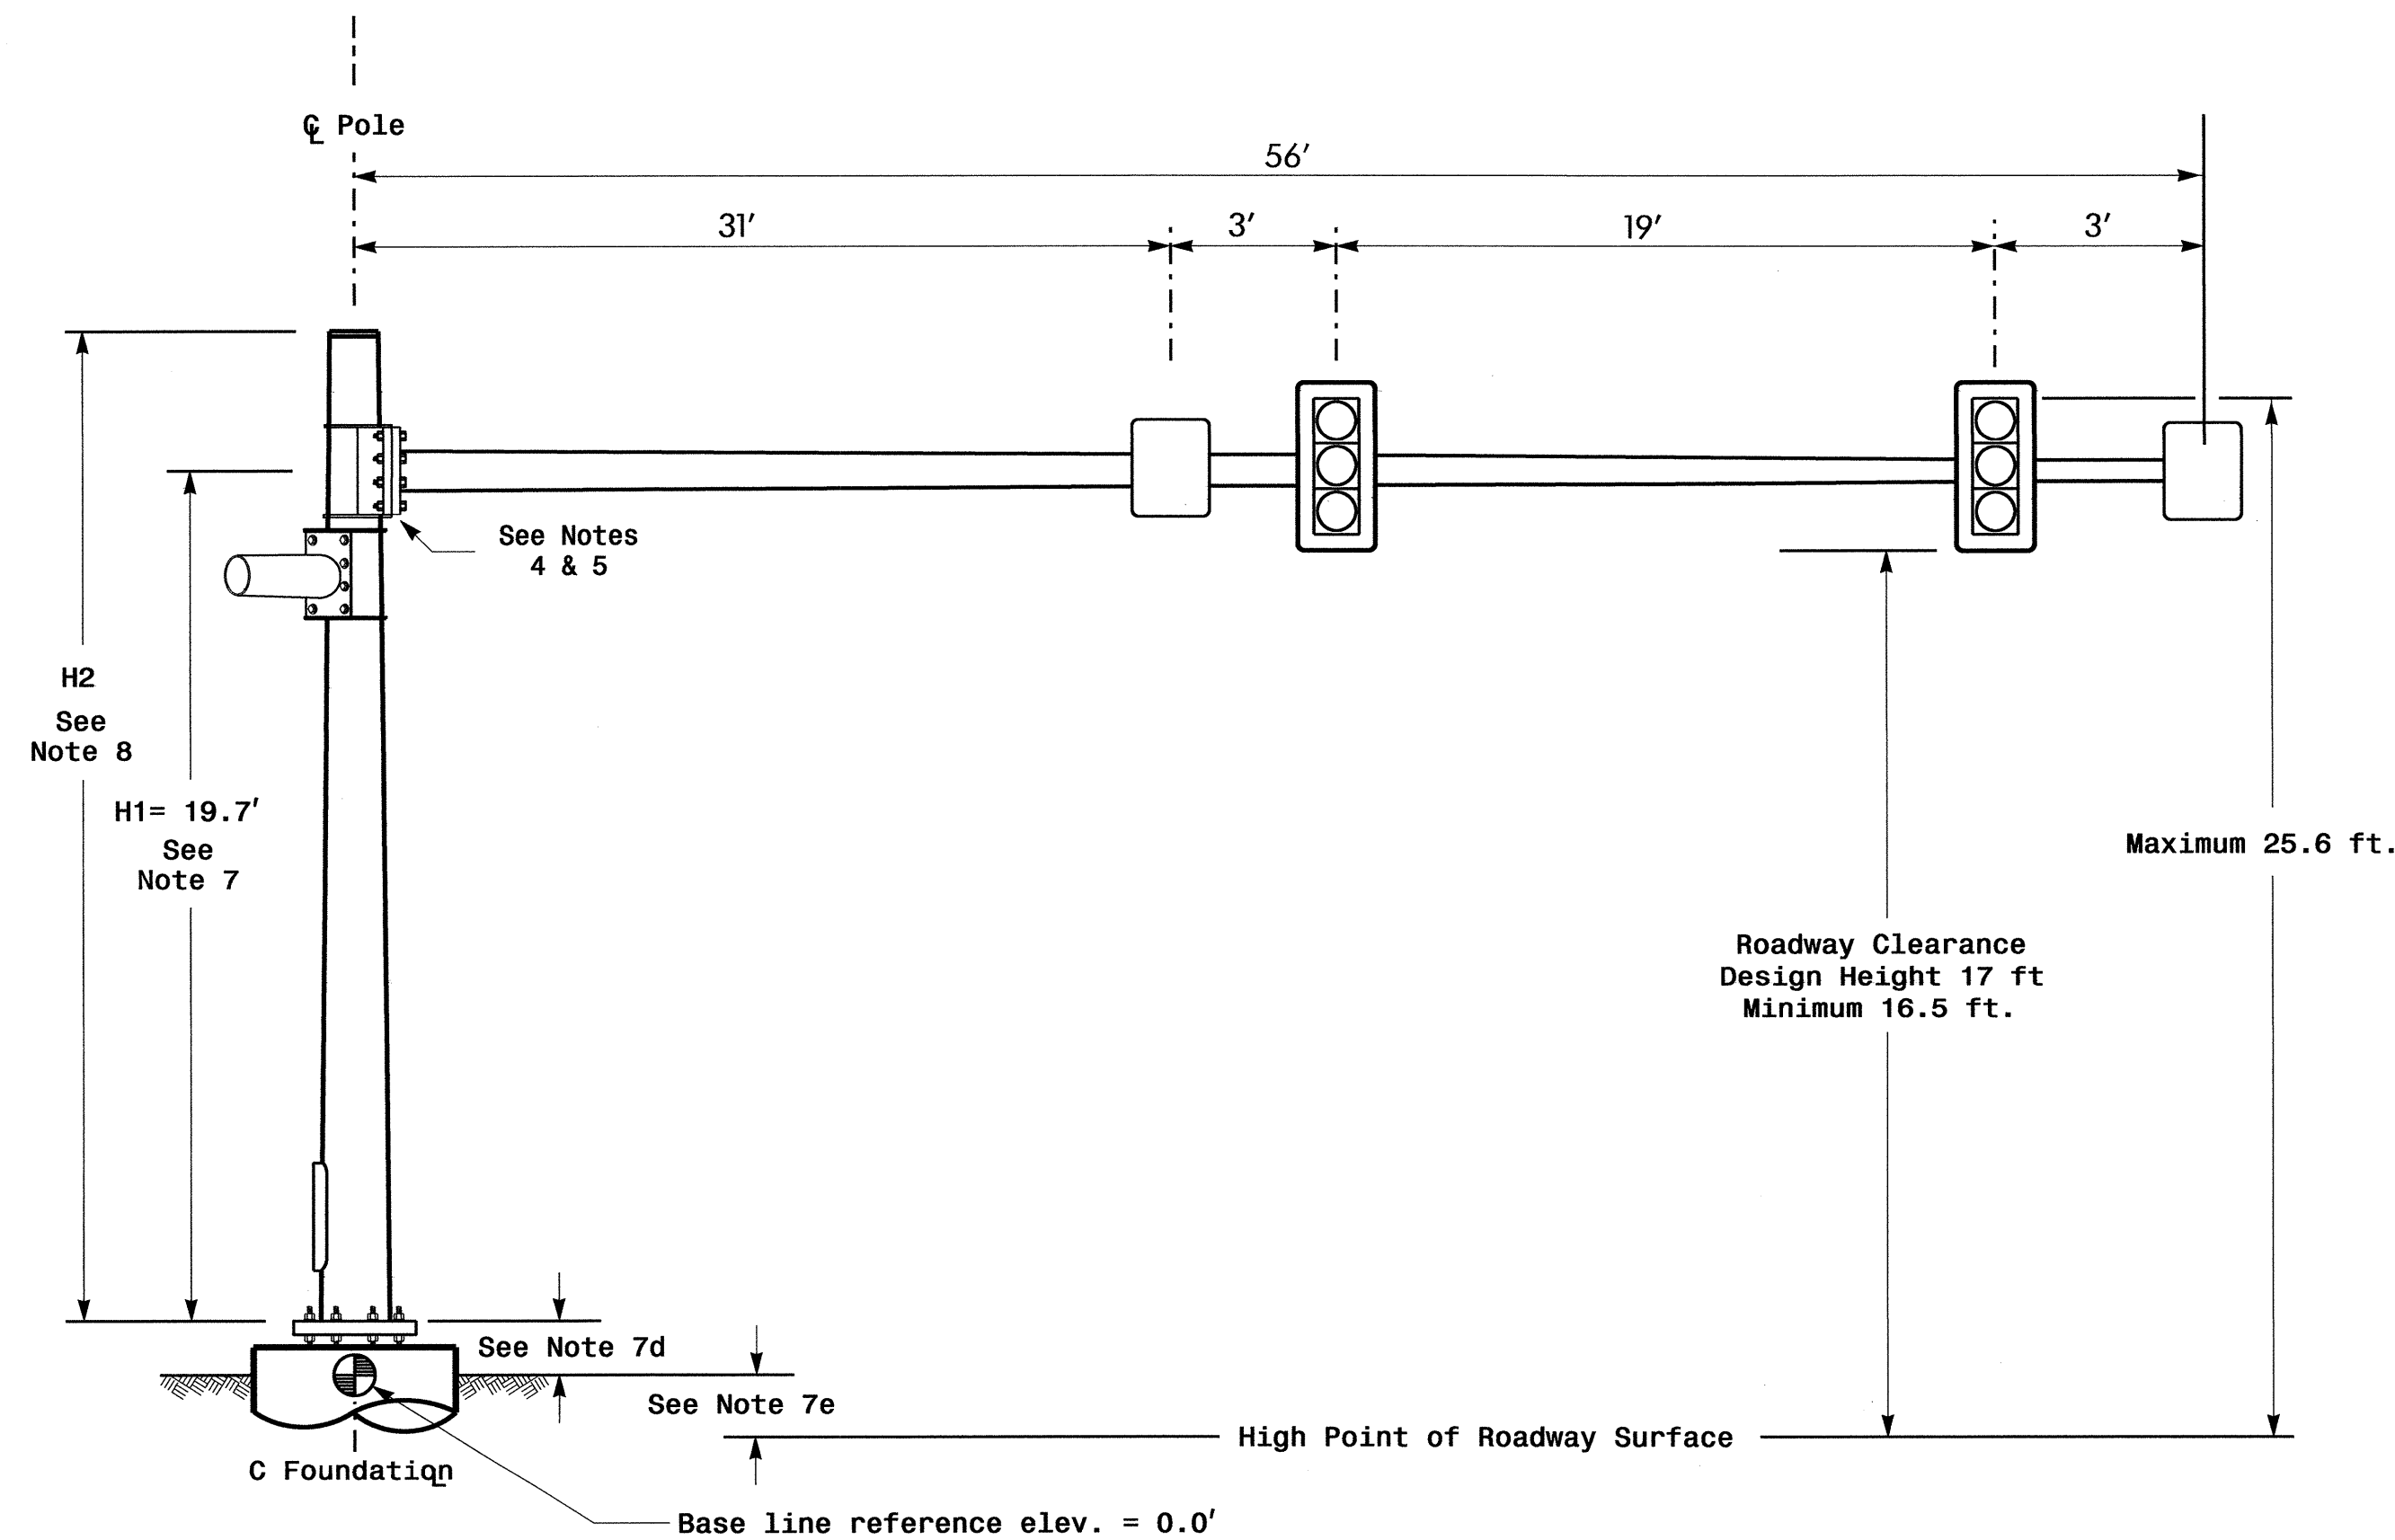 ℄ Pole
56'
31'
3'
19'
3'
See Notes
4 & 5
H2
See
Note 8
H1= 19.7'
See
Note 7
Maximum 25.6 ft.
Roadway Clearance
Design Height 17 ft
Minimum 16.5 ft.
See Note 7d
See Note 7e
High Point of Roadway Surface
℄ Foundation
Base line reference elev. = 0.0'